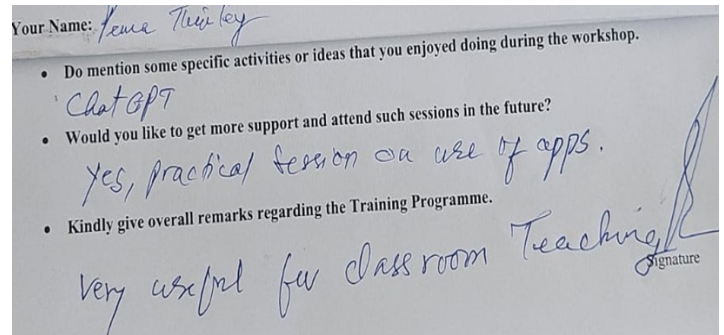 Your Name: Pema Thinley
• Do mention some specific activities or ideas that you enjoyed doing during the workshop.
ChatGPT
• Would you like to get more support and attend such sessions in the future?
Yes, practical session on use of apps.
• Kindly give overall remarks regarding the Training Programme.
Very useful for classroom Teaching
Signature